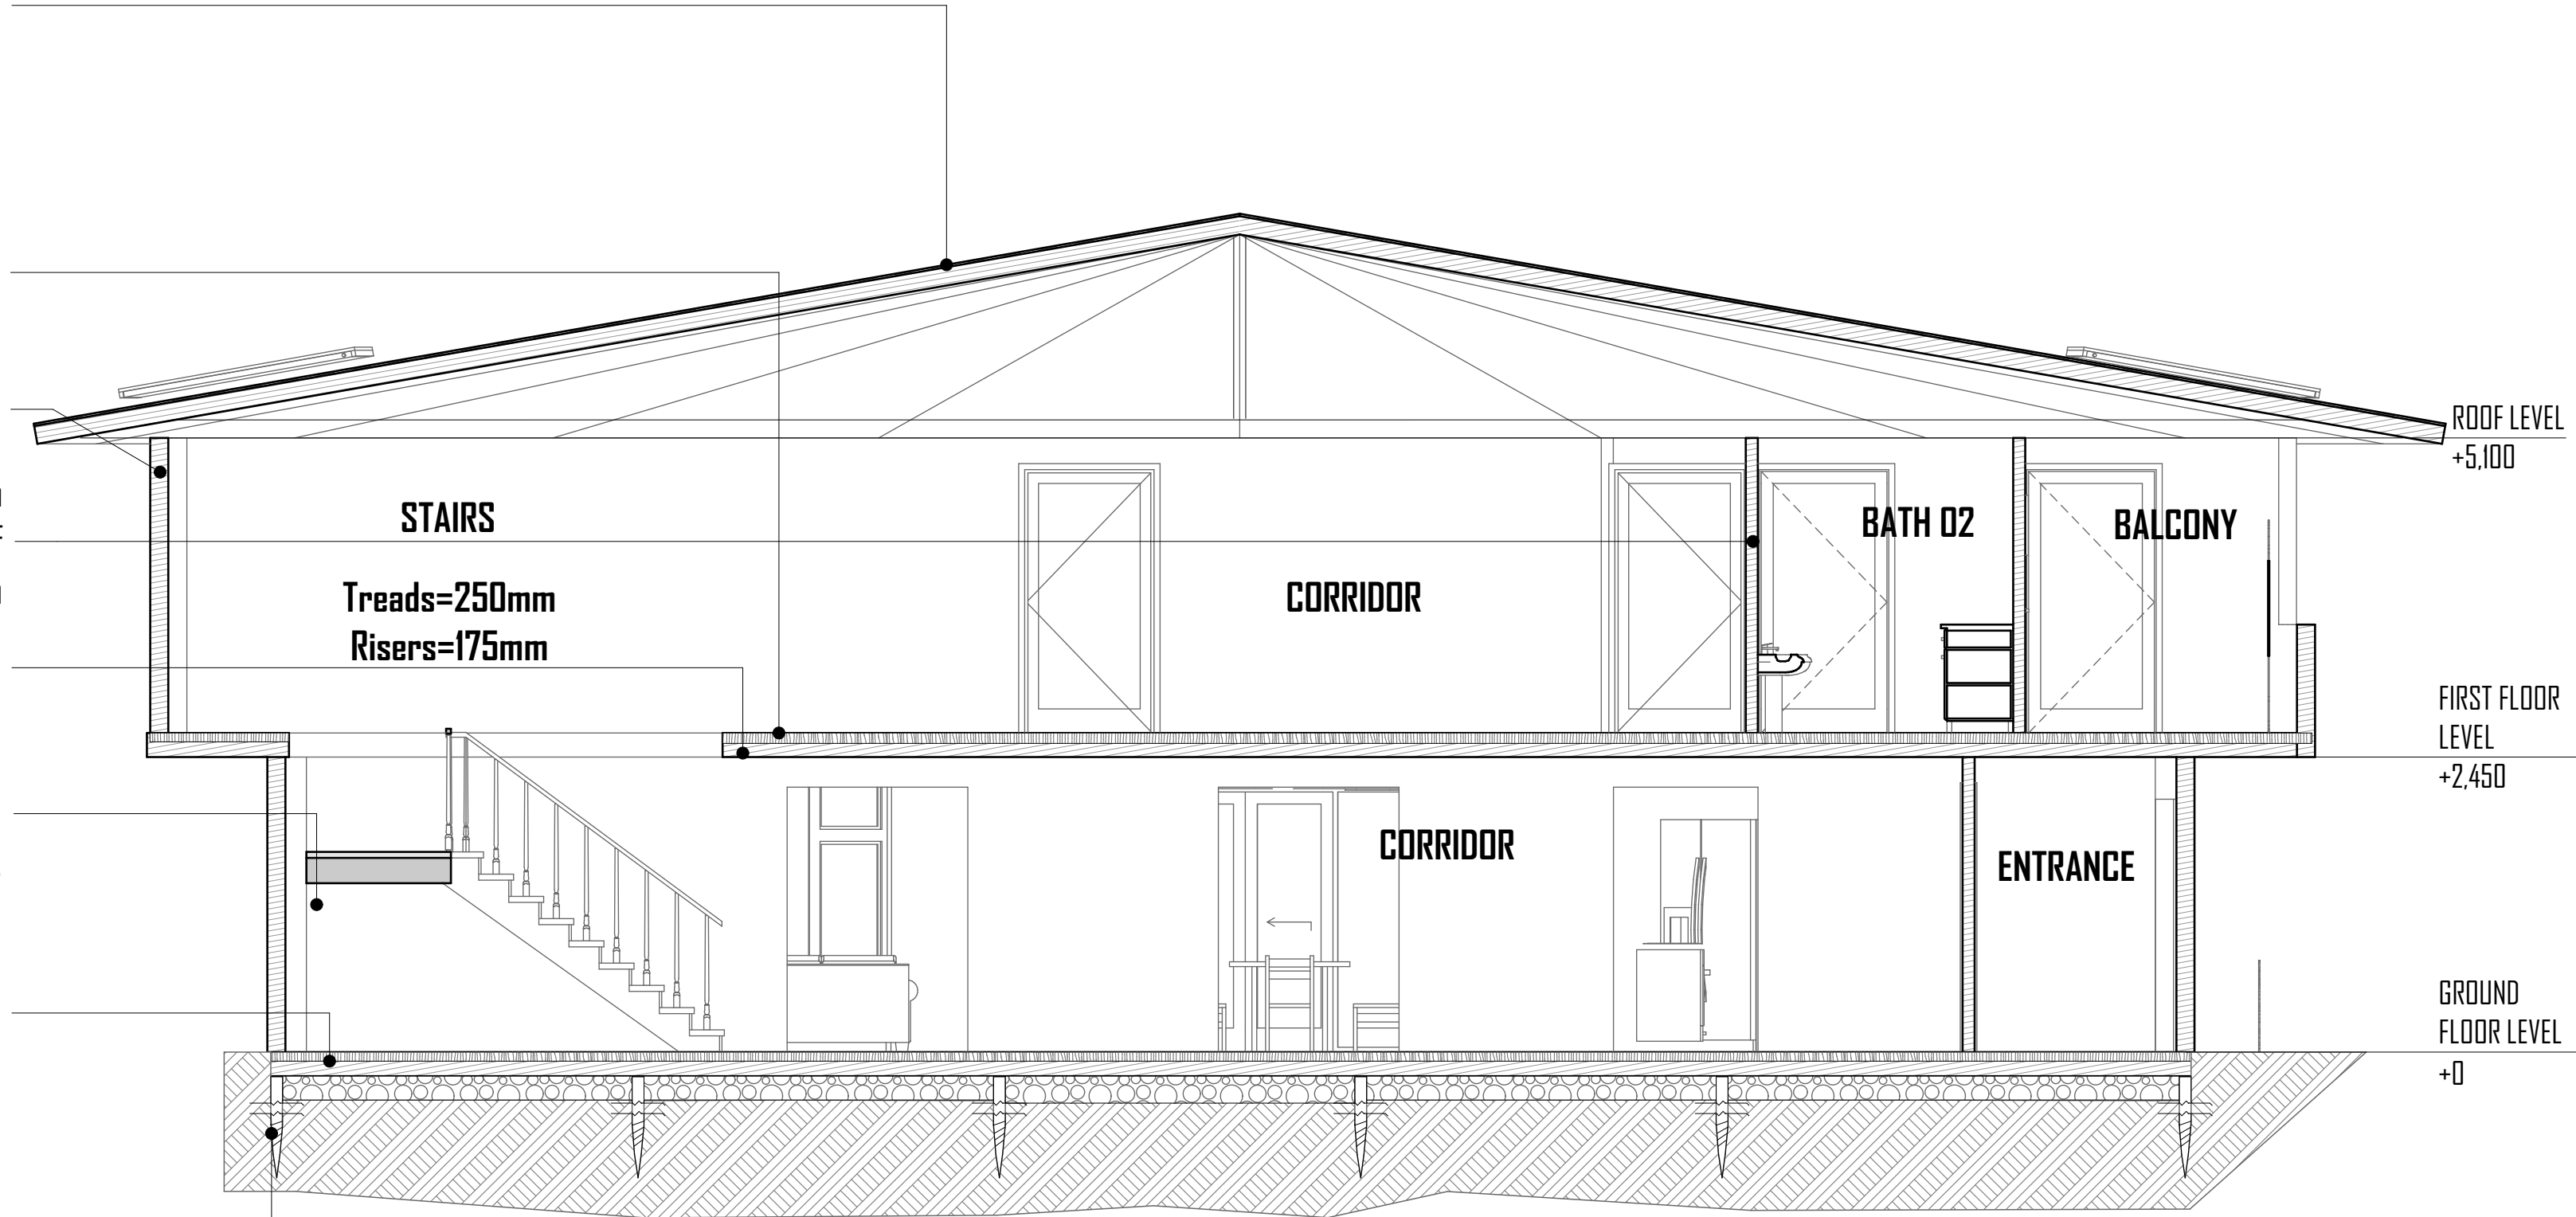 ROOF LEVEL
+5,100
STAIRS
BATH 02
BALCONY
Treads=250mm
CORRIDOR
Risers=175mm
FIRST FLOOR
LEVEL
+2,450
CORRIDOR
ENTRANCE
GROUND
FLOOR LEVEL
+0